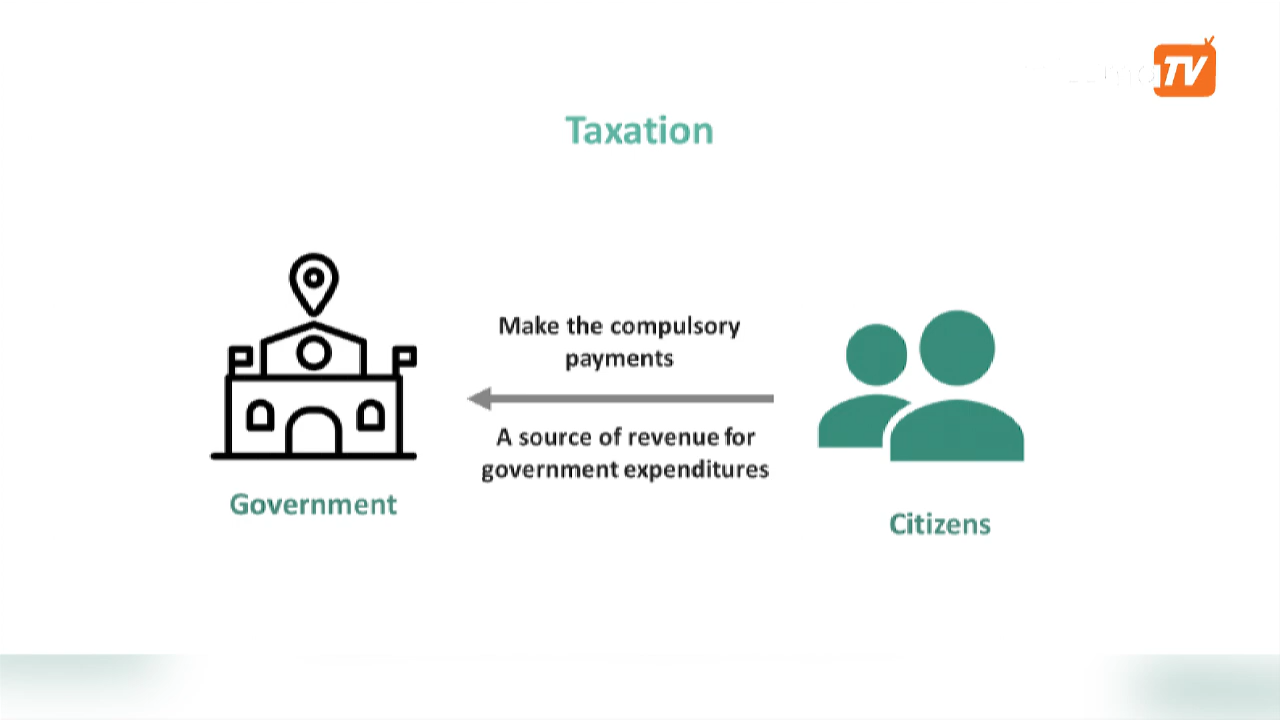 TV
Taxation
Make the compulsory
payments
A source of revenue for
government expenditures
Government
Citizens